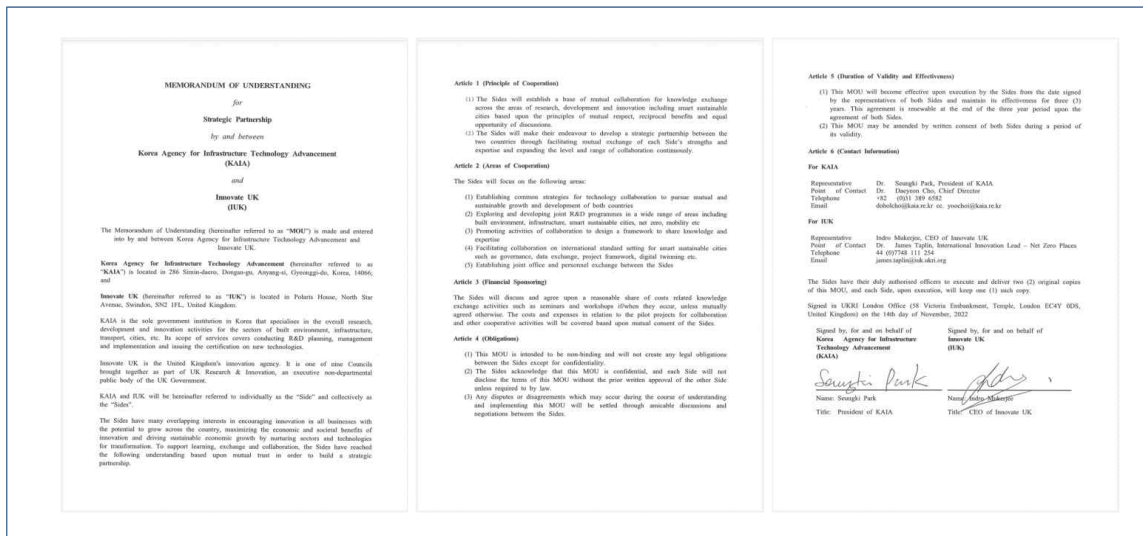 MEMORANDUM OF UNDERSTANDING
for
Strategic Partnership
by and between
Korea Agency for Infrastructure Technology Advancement
(KAIA)
and
Innovate UK
(IUK)
The Memorandum of Understanding (hereinafter referred to as "MOU") is made and entered
into by and between Korea Agency for Infrastructure Technology Advancement and
Innovate UK.
Korea Agency for Infrastructure Technology Advancement (hereinafter referred to as
"KAIA") is located in 286 Simin-daero, Dongan-gu, Anyang-si, Gyeonggi-do, Korea, 14066;
and
Innovate UK (hereinafter referred to as "IUK") is located in Polaris House, North Star
Avenue, Swindon, SN2 1FL, United Kingdom.
KAIA is the sole government institution in Korea that specialises in the overall research,
development and innovation activities for the sectors of built environment, infrastructure,
transport, cities, etc. Its scope of services covers conducting R&D planning, management
and implementation and issuing the certification on new technologies.
Innovate UK is the United Kingdom's innovation agency. It is one of nine Councils
brought together as part of UK Research & Innovation, an executive non-departmental
public body of the UK Government.
KAIA and IUK will be hereinafter referred to individually as the "Side" and collectively as
the "Sides".
The Sides have many overlapping interests in encouraging innovation in all businesses with
the potential to grow across the country, maximizing the economic and societal benefits of
innovation and driving sustainable economic growth by nurturing sectors and technologies
for transformation. To support learning, exchange and collaboration, the Sides have reached
the following understanding based upon mutual trust in order to build a strategic
partnership.
Article 1 (Principle of Cooperation)
(1) The Sides will establish a base of mutual collaboration for knowledge exchange
across the areas of research, development and innovation including smart sustainable
cities based upon the principles of mutual respect, reciprocal benefits and equal
opportunity of discussions.
(2) The Sides will make their endeavour to develop a strategic partnership between the
two countries through facilitating mutual exchange of each Side's strengths and
expertise and expanding the level and range of collaboration continuously.
Article 2 (Areas of Cooperation)
The Sides will focus on the following areas:
(1) Establishing common strategies for technology collaboration to pursue mutual and
sustainable growth and development of both countries
(2) Exploring and developing joint R&D programmes in a wide range of areas including
built environment, infrastructure, smart sustainable cities, net zero, mobility etc
(3) Promoting activities of collaboration to design a framework to share knowledge and
expertise
(4) Facilitating collaboration on international standard setting for smart sustainable cities
such as governance, data exchange, project framework, digital twinning etc.
(5) Establishing joint office and personnel exchange between the Sides
Article 3 (Financial Sponsoring)
The Sides will discuss and agree upon a reasonable share of costs related knowledge
exchange activities such as seminars and workshops if/when they occur, unless mutually
agreed otherwise. The costs and expenses in relation to the pilot projects for collaboration
and other cooperative activities will be covered based upon mutual consent of the Sides.
Article 4 (Obligations)
(1) This MOU is intended to be non-binding and will not create any legal obligations
between the Sides except for confidentiality.
(2) The Sides acknowledge that this MOU is confidential, and each Side will not
disclose the terms of this MOU without the prior written approval of the other Side
unless required to by law.
(3) Any disputes or disagreements which may occur during the course of understanding
and implementing this MOU will be settled through amicable discussions and
negotiations between the Sides.
Article 5 (Duration of Validity and Effectiveness)
(1) This MOU will become effective upon execution by the Sides from the date signed
by the representatives of both Sides and maintain its effectiveness for three (3)
years. This agreement is renewable at the end of the three year period upon the
agreement of both Sides.
(2) This MOU may be amended by written consent of both Sides during a period of
its validity.
Article 6 (Contact Information)
For KAIA
Representative Dr. Seungki Park, President of KAIA
Point of Contact Dr. Daeyeon Cho, Chief Director
Telephone +82 (0)31 389 6582
Email deholcho@kaia.re.kr cc. yoochoi@kaia.re.kr
For IUK
Representative Indro Mukerjee, CEO of Innovate UK
Point of Contact Dr. James Taplin, International Innovation Lead – Net Zero Places
Telephone 44 (0)7748 111 254
Email james.taplin@iuk.ukri.org
The Sides have their duly authorised officers to execute and deliver two (2) original copies
of this MOU, and each Side, upon execution, will keep one (1) such copy.
Signed in UKRI London Office (58 Victoria Embankment, Temple, London EC4Y 0DS,
United Kingdom) on the 14th day of November, 2022
Signed by, for and on behalf of
Korea Agency for Infrastructure
Technology Advancement
(KAIA)
Seungki Park
Name: Seungki Park
Title: President of KAIA
Signed by, for and on behalf of
Innovate UK
(IUK)
Name: Indro Mukerjee
Title: CEO of Innovate UK